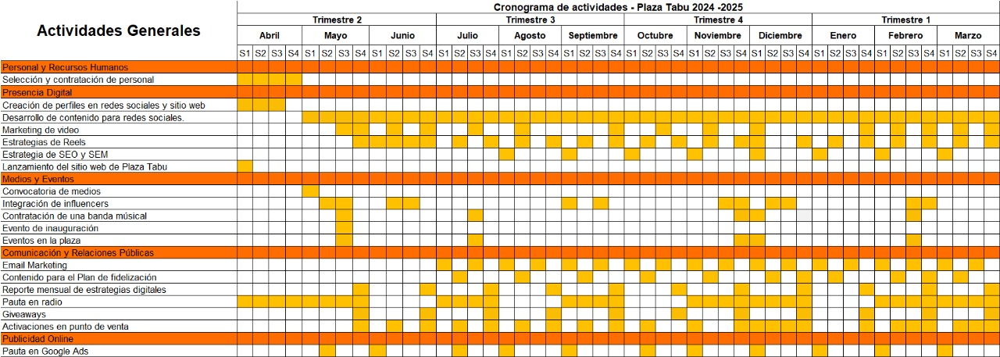 Cronograma de actividades - Plaza Tabu 2024 -2025
Actividades Generales
Trimestre 2 Trimestre 3 Trimestre 4 Trimestre 1
Abril Mayo Junio Julio Agosto Septiembre Octubre Noviembre Diciembre Enero Febrero Marzo
S1 S2 S3 S4 S1 S2 S3 S4 S1 S2 S3 S4 S1 S2 S3 S4 S1 S2 S3 S4 S1 S2 S3 S4 S1 S2 S3 S4 S1 S2 S3 S4 S1 S2 S3 S4 S1 S2 S3 S4 S1 S2 S3 S4 S1 S2 S3 S4
Personal y Recursos Humanos
Selección y contratación de personal
Presencia Digital
Creación de perfiles en redes sociales y sitio web
Desarrollo de contenido para redes sociales.
Marketing de video
Estrategias de Reels
Estrategia de SEO y SEM
Lanzamiento del sitio web de Plaza Tabu
Medios y Eventos
Convocatoria de medios
Integración de influencers
Contratación de una banda músical
Evento de inauguración
Eventos en la plaza
Comunicación y Relaciones Públicas
Email Marketing
Contenido para el Plan de fidelización
Reporte mensual de estrategias digitales
Pauta en radio
Giveaways
Activaciones en punto de venta
Publicidad Online
Pauta en Google Ads